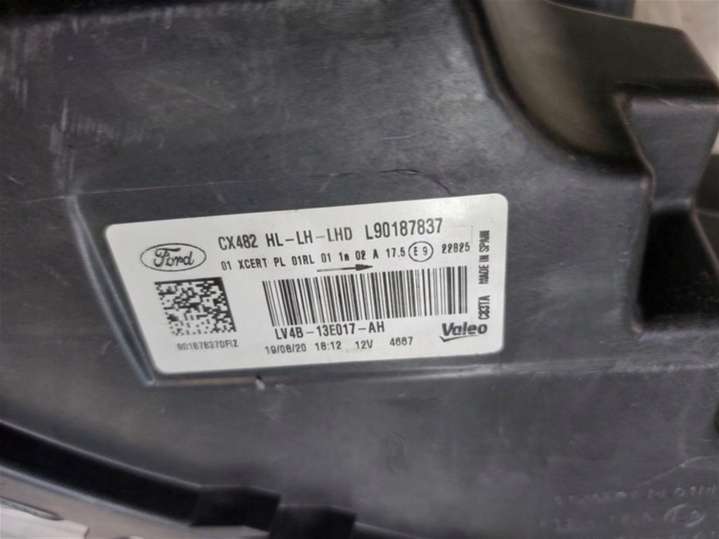 Ford
CX482 HL-LH-LHD L90187837
01 XCERT PL 01RL 01 1a 02 A 17.5 E9 22825
LV4B-13E017-AH
19/08/20 18:12 12V 4667
Valeo
C83TA MADE IN SPAIN